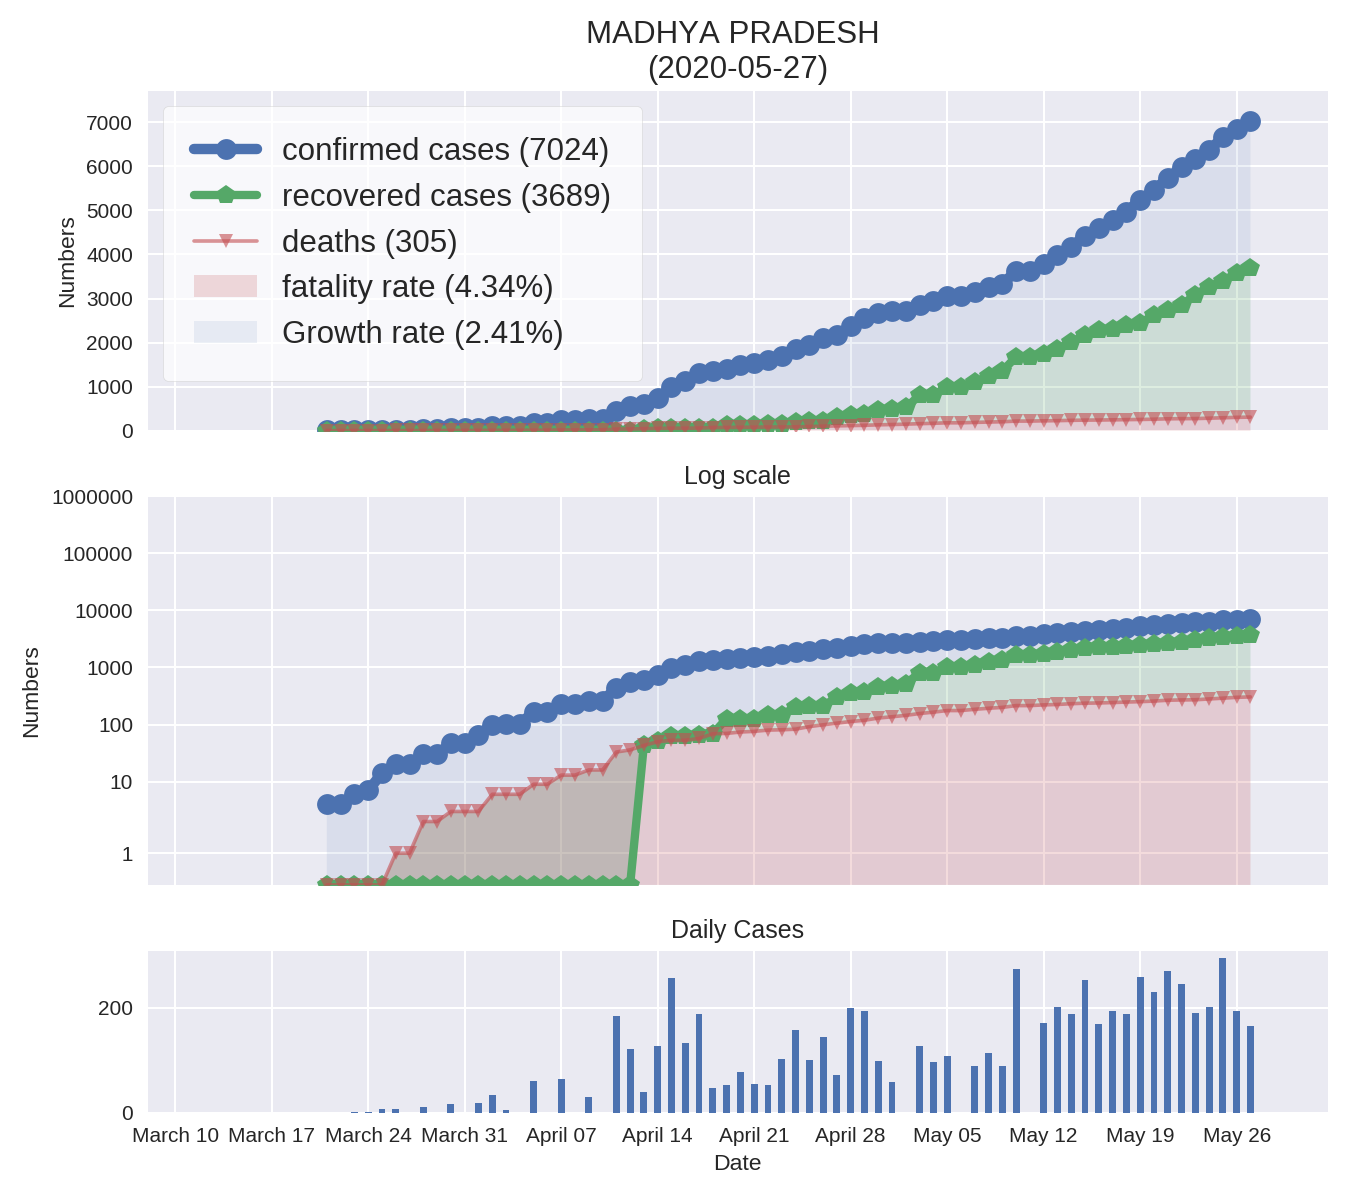 MADHYA PRADESH
(2020-05-27)
7000
6000
5000
4000
3000
2000
1000
0
Numbers
confirmed cases (7024)
recovered cases (3689)
deaths (305)
fatality rate (4.34%)
Growth rate (2.41%)
Log scale
1000000
100000
10000
1000
100
10
1
Numbers
Daily Cases
200
0
March 10 March 17 March 24 March 31 April 07 April 14 April 21 April 28 May 05 May 12 May 19 May 26
Date